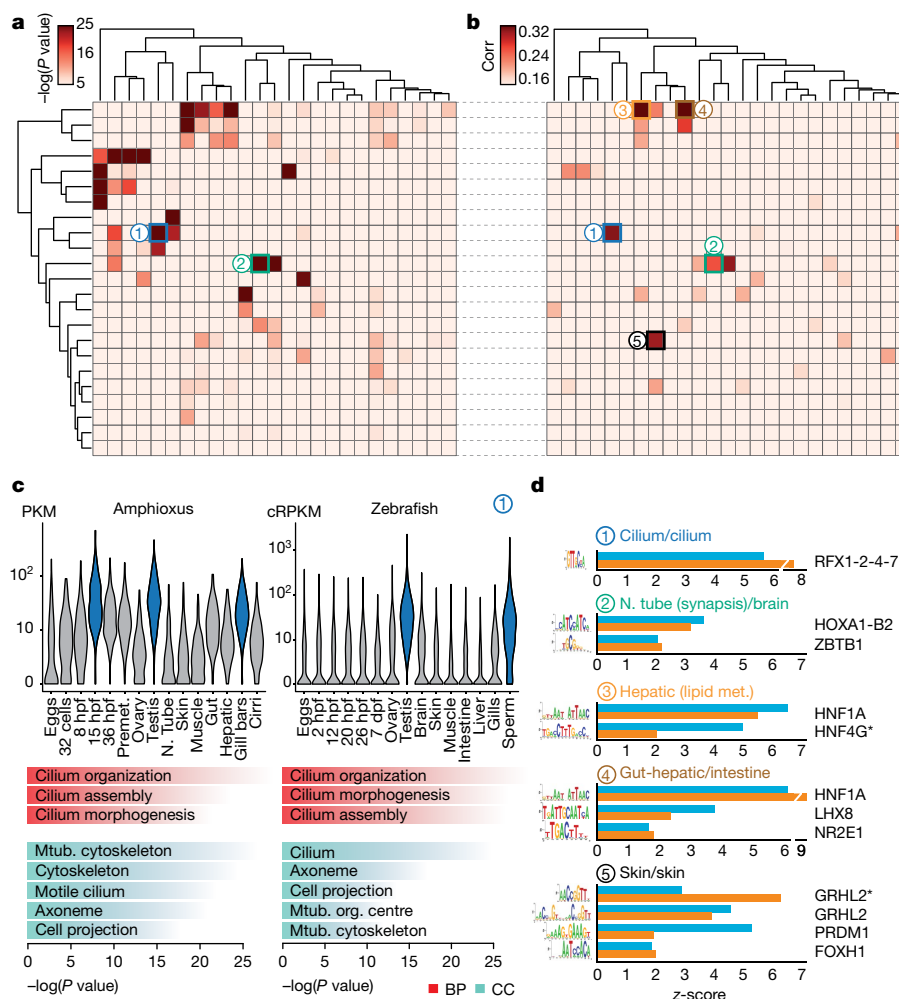 a
25
16
5
–log(P value)
1
2
b
0.32
0.24
0.16
Corr
3
4
1
2
5
c
PKM
Amphioxus
10²
10
0
Eggs
32 cells
8 hpf
15 hpf
36 hpf
Premet.
Ovary
Testis
N. Tube
Skin
Muscle
Gut
Hepatic
Gill bars
Cirri
cRPKM
Zebrafish
1
10³
10
0
Eggs
2 hpf
12 hpf
20 hpf
26 hpf
7 dpf
Ovary
Testis
Brain
Skin
Muscle
Intestine
Liver
Gills
Sperm
Cilium organization
Cilium assembly
Cilium morphogenesis
Mtub. cytoskeleton
Cytoskeleton
Motile cilium
Axoneme
Cell projection
0 5 10 15 20 25
–log(P value)
Cilium organization
Cilium morphogenesis
Cilium assembly
Cilium
Axoneme
Cell projection
Mtub. org. centre
Mtub. cytoskeleton
0 5 10 15 20 25
–log(P value)
BP CC
d
1 Cilium/cilium
RFX1-2-4-7
0 1 2 3 4 5 6 8
2 N. tube (synapsis)/brain
HOXA1-B2
ZBTB1
0 1 2 3 4 5 6 7
3 Hepatic (lipid met.)
HNF1A
HNF4G*
0 1 2 3 4 5 6 7
4 Gut-hepatic/intestine
HNF1A
LHX8
NR2E1
0 1 2 3 4 5 6 9
5 Skin/skin
GRHL2*
GRHL2
PRDM1
FOXH1
0 1 2 3 4 5 6 7
z-score